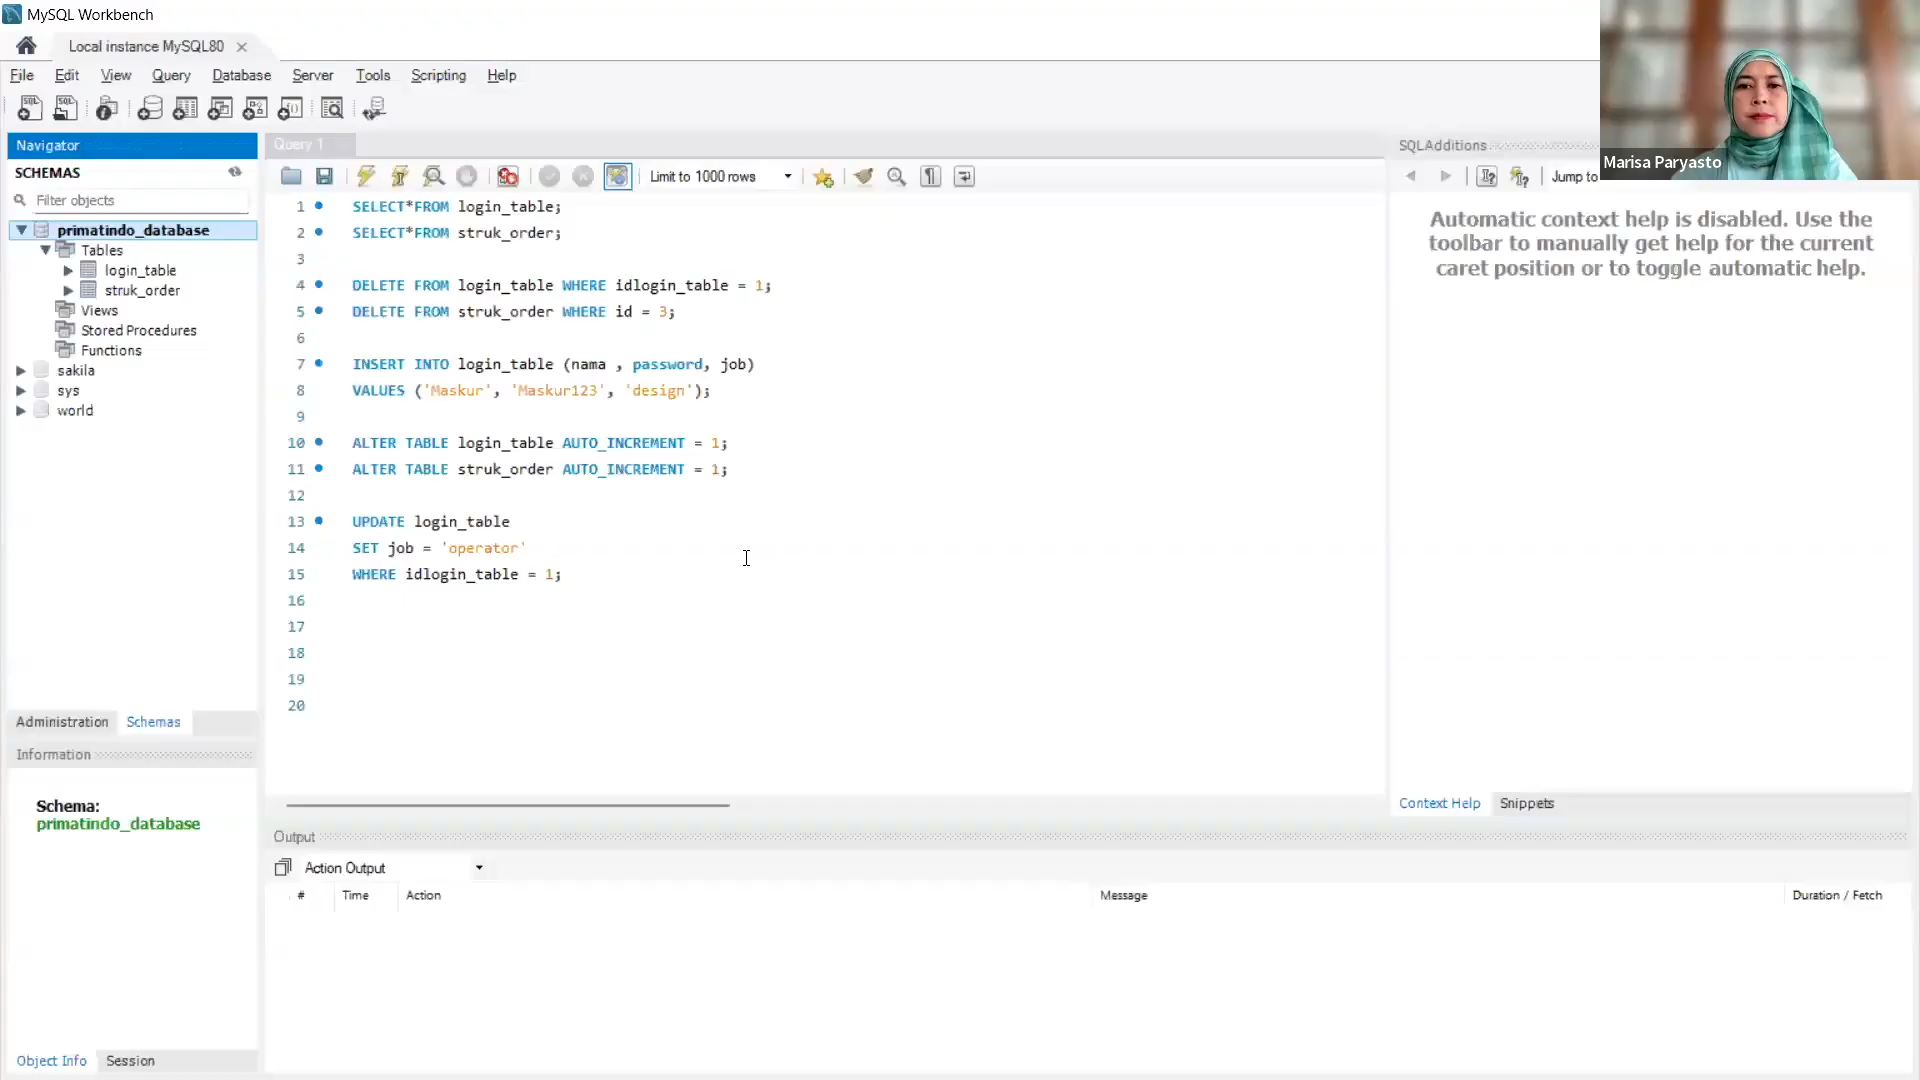 MySQL Workbench
Local instance MySQL80
File Edit View Query Database Server Tools Scripting Help
Navigator
SCHEMAS
Filter objects
primatindo_database
Tables
login_table
struk_order
Views
Stored Procedures
Functions
sakila
sys
world
Administration Schemas
Information
Schema:
primatindo_database
Object Info Session
Query 1
Limit to 1000 rows
1 SELECT*FROM login_table;
2 SELECT*FROM struk_order;
3
4 DELETE FROM login_table WHERE idlogin_table = 1;
5 DELETE FROM struk_order WHERE id = 3;
6
7 INSERT INTO login_table (nama , password, job)
8 VALUES ('Maskur', 'Maskur123', 'design');
9
10 ALTER TABLE login_table AUTO_INCREMENT = 1;
11 ALTER TABLE struk_order AUTO_INCREMENT = 1;
12
13 UPDATE login_table
14 SET job = 'operator'
15 WHERE idlogin_table = 1;
16
17
18
19
20
SQLAdditions
Jump to
Marisa Paryasto
Automatic context help is disabled. Use the
toolbar to manually get help for the current
caret position or to toggle automatic help.
Context Help Snippets
Output
Action Output
# Time Action Message Duration / Fetch